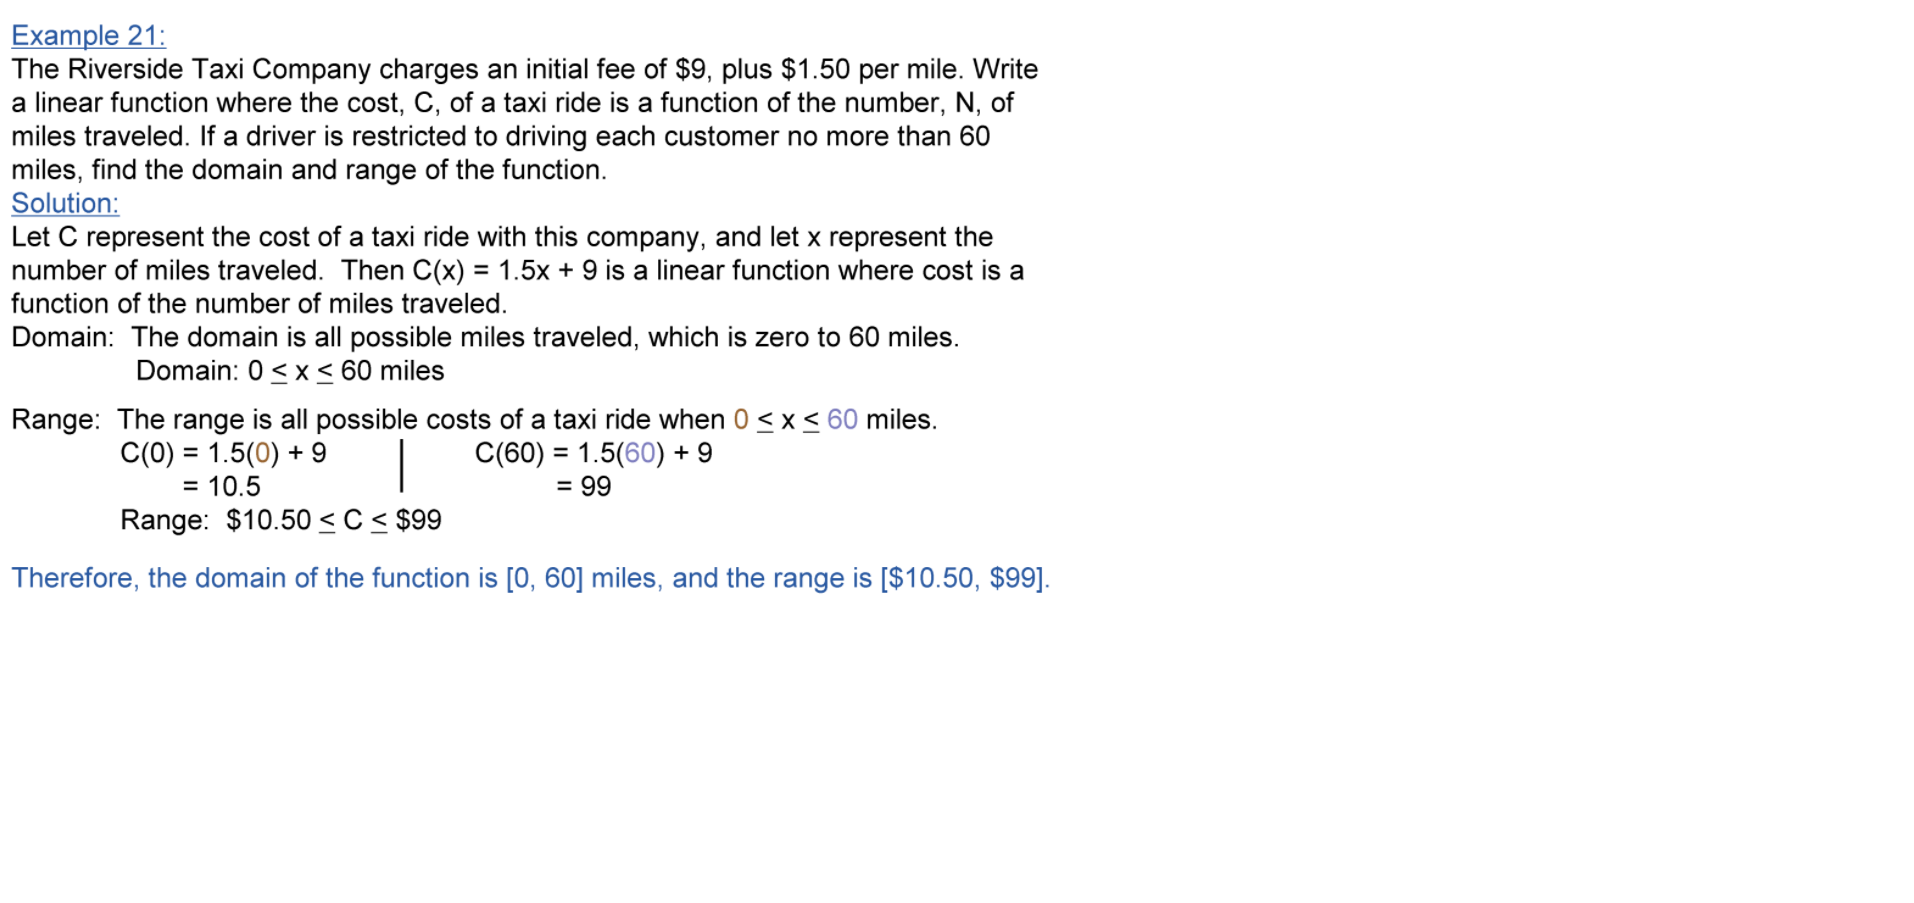 Example 21:
The Riverside Taxi Company charges an initial fee of $9, plus $1.50 per mile. Write
a linear function where the cost, C, of a taxi ride is a function of the number, N, of
miles traveled. If a driver is restricted to driving each customer no more than 60
miles, find the domain and range of the function.
Solution:
Let C represent the cost of a taxi ride with this company, and let x represent the
number of miles traveled.  Then C(x) = 1.5x + 9 is a linear function where cost is a
function of the number of miles traveled.
Domain:  The domain is all possible miles traveled, which is zero to 60 miles.
Domain: 0 ≤ x ≤ 60 miles
Range:  The range is all possible costs of a taxi ride when 0 ≤ x ≤ 60 miles.
C(0) = 1.5(0) + 9 | C(60) = 1.5(60) + 9
= 10.5 = 99
Range:  $10.50 ≤ C ≤ $99
Therefore, the domain of the function is [0, 60] miles, and the range is [$10.50, $99].